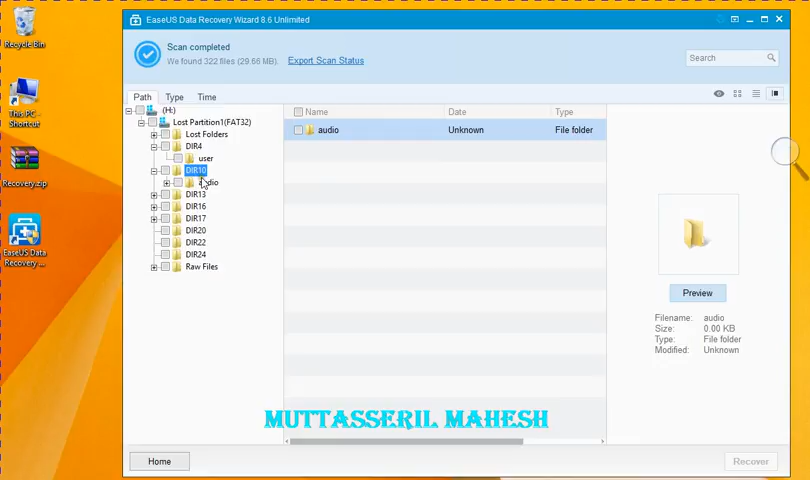 Recycle Bin
This PC -
Shortcut
Recovery.zip
EaseUS Data
Recovery ...
EaseUS Data Recovery Wizard 8.6 Unlimited
Scan completed
We found 322 files (29.66 MB).
Export Scan Status
Search
Path
Type
Time
(H:)
Lost Partition1(FAT32)
Lost Folders
DIR4
user
DIR10
DIR13
DIR16
DIR17
DIR20
DIR22
DIR24
Raw Files
Name
Date
Type
audio
Unknown
File folder
Preview
Filename: audio
Size: 0.00 KB
Type: File folder
Modified: Unknown
MUTTASSERIL MAHESH
Home
Recover